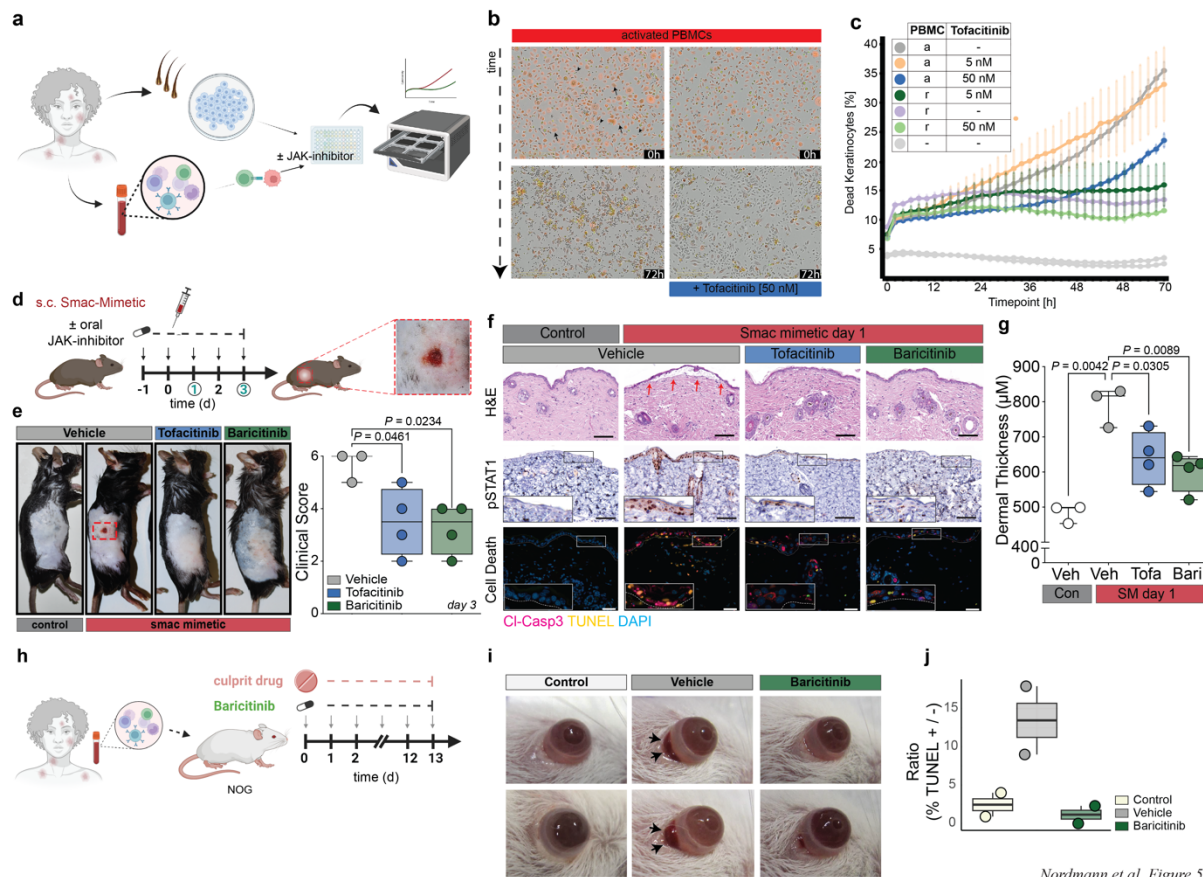 a
± JAK-inhibitor
b
activated PBMCs
time
0h
0h
72h
72h
+ Tofacitinib [50 nM]
c
PBMC Tofacitinib
a -
a 5 nM
a 50 nM
r 5 nM
r -
r 50 nM
- -
Dead Keratinocytes [%]
40
35
30
25
20
15
10
5
0 12 24 36 48 36 48 70
Timepoint [h]
d
s.c. Smac-Mimetic
± oral
JAK-inhibitor
-1 0 1 2 3
time (d)
e
Vehicle Tofacitinib Baricitinib
control smac mimetic
P = 0.0234
P = 0.0461
Clinical Score
6
4
2
0
Vehicle
Tofacitinib
Baricitinib
day 3
f
Control Smac mimetic day 1
Vehicle Tofacitinib Baricitinib
H&E
pSTAT1
Cell Death
Cl-Casp3 TUNEL DAPI
g
P = 0.0089
P = 0.0042 P = 0.0305
Dermal Thickness (µM)
900
800
700
600
500
400
400
0
Veh Veh Tofa Bari
Con SM day 1
h
culprit drug
Baricitinib
NOG
0 1 2 12 13
time (d)
i
Control Vehicle Baricitinib
j
Ratio
(% TUNEL + / -)
15
10
5
0
Control
Vehicle
Baricitinib
Nordmann et al. Figure 5